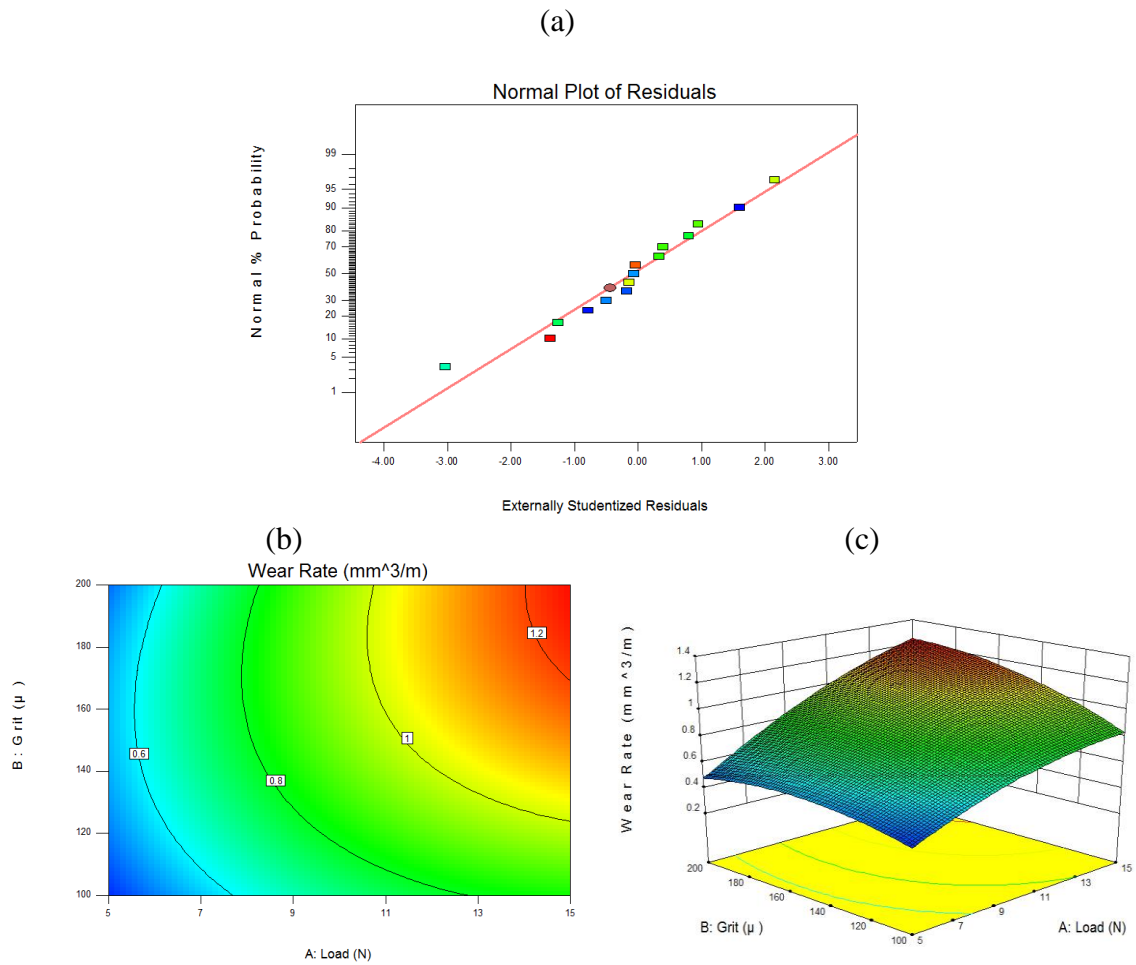 (a)
Normal Plot of Residuals
Normal % Probability
99
95
90
80
70
50
30
20
10
5
1
-4.00 -3.00 -2.00 -1.00 0.00 1.00 2.00 3.00
Externally Studentized Residuals
(b)
Wear Rate (mm^3/m)
B: Grit (µ )
200
180
160
140
120
100
1.2
1
0.8
0.6
5 7 9 11 13 15
A: Load (N)
(c)
Wear Rate (mm^3/m)
1.4
1.2
1
0.8
0.6
0.4
0.2
200
180
160
140
120
100
5
7
9
11
13
15
B: Grit (µ )
A: Load (N)